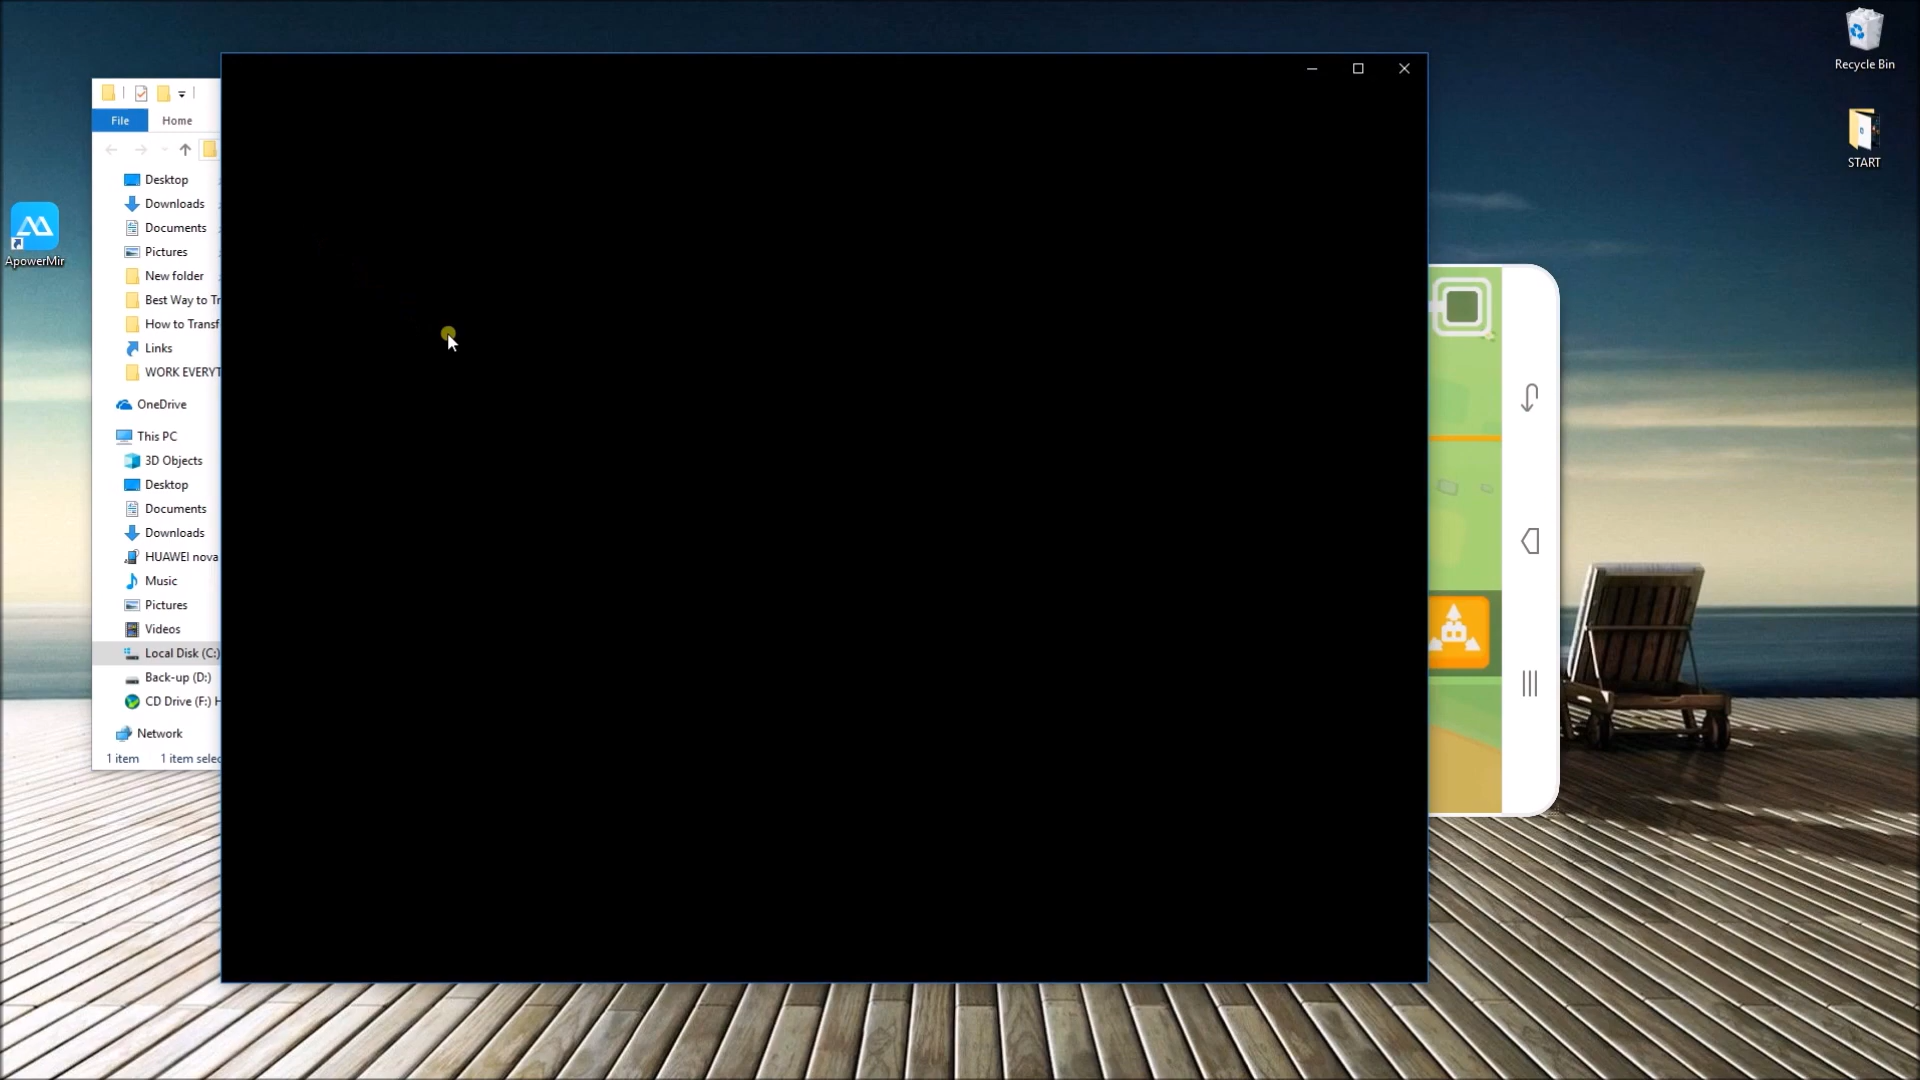 Recycle Bin
START
ApowerMir
File
Home
Desktop
Downloads
Documents
Pictures
New folder
Best Way to Tr
How to Transf
Links
WORK EVERYT
OneDrive
This PC
3D Objects
Desktop
Documents
Downloads
HUAWEI nova
Music
Pictures
Videos
Local Disk (C:)
Back-up (D:)
CD Drive (F:) H
Network
1 item 1 item selec